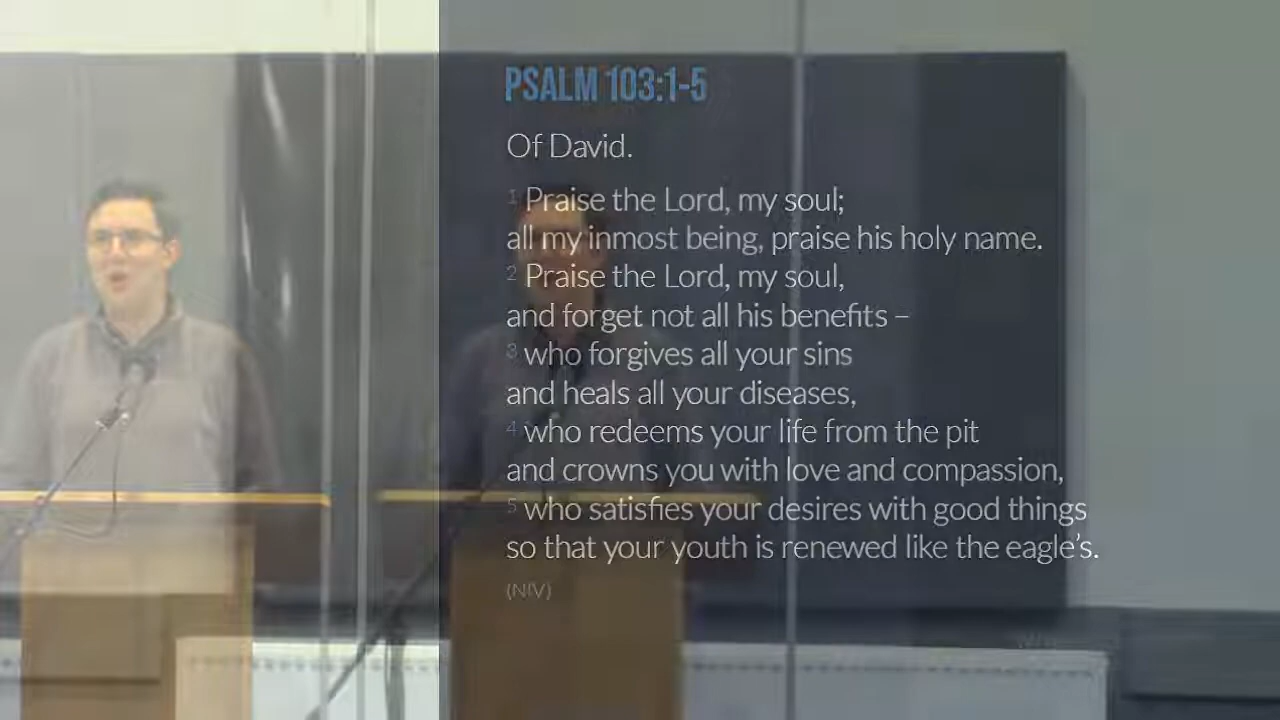 PSALM 103:1-5
Of David.
1 Praise the Lord, my soul;
all my inmost being, praise his holy name.
2 Praise the Lord, my soul,
and forget not all his benefits –
3 who forgives all your sins
and heals all your diseases,
4 who redeems your life from the pit
and crowns you with love and compassion,
5 who satisfies your desires with good things
so that your youth is renewed like the eagle’s.
(NIV)